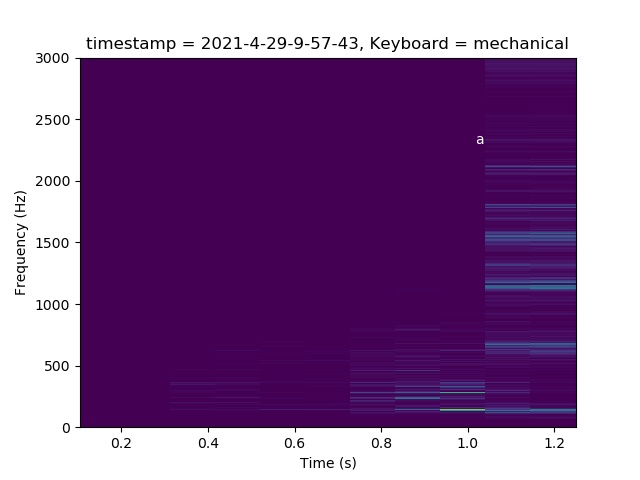 timestamp = 2021-4-29-9-57-43, Keyboard = mechanical
3000
2500
a
2000
1500
1000
500
0
Frequency (Hz)
0.2 0.4 0.6 0.8 1.0 1.2
Time (s)